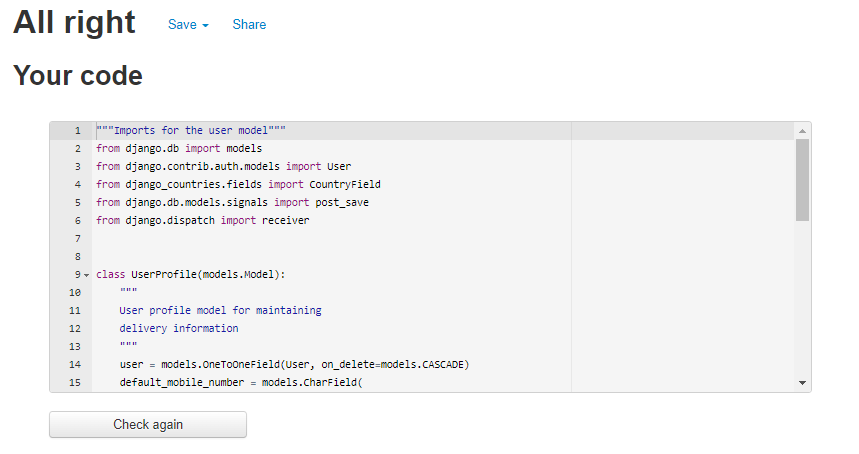 All right Save Share
Your code
1 """Imports for the user model"""
2 from django.db import models
3 from django.contrib.auth.models import User
4 from django_countries.fields import CountryField
5 from django.db.models.signals import post_save
6 from django.dispatch import receiver
7
8
9 class UserProfile(models.Model):
10 """
11 User profile model for maintaining
12 delivery information
13 """
14 user = models.OneToOneField(User, on_delete=models.CASCADE)
15 default_mobile_number = models.CharField(
Check again